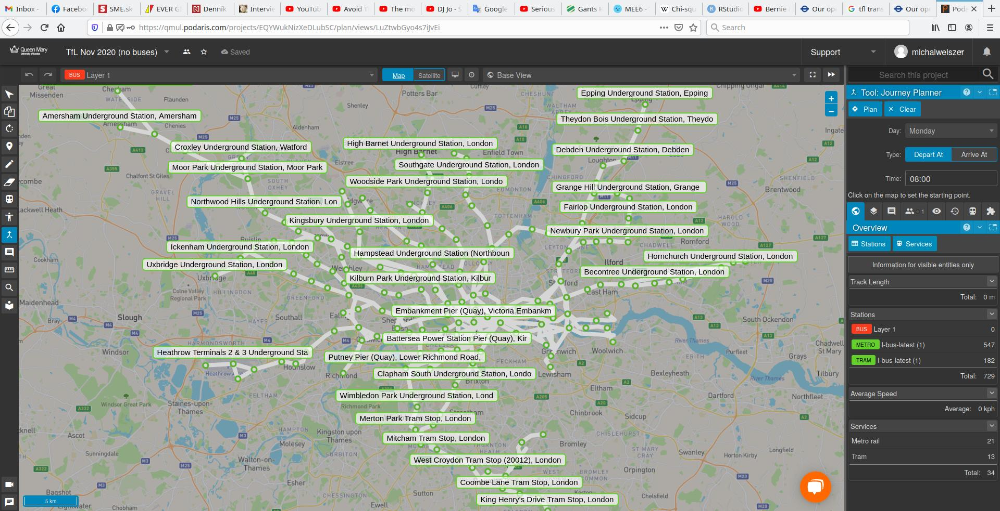 Inbox -
Facebo
SME.sk
EVER G
Denník
Intervie
YouTub
Avoid T
The mo
DJ Jo - S
Google
Serious
Gants H
MEE6 -
Chi-squ
RStudio
Bernie
Our ope
tfl trans
Our ope
Poda
https://qmul.podaris.com/projects/EQYWukNizXeDLubSC/plan/views/LuZtwbGyo4s7iJvEi
Search
Queen Mary
University of London
TfL Nov 2020 (no buses)
Saved
Support
michalweiszer
BUS Layer 1
Map
Satellite
Base View
Search this project
Great
Missenden
Chesham
WATERSIDE
Flaunden
Potters Bar
Cuffley
CHESHUNT
Shenley
WALTHAM
ABBEY
Chipping Ongar
Epping Underground Station, Epping
Epping
Amersham Underground Station, Amersham
Amersham
Chenies
Aldenham
Theydon Bois Underground Station, Theydo
Croxley Underground Station, Watford
High Barnet Underground Station, London
High Barnet
Enfield Town
Debden Underground Station, Debden
Loughton
Moor Park Underground Station, Moor Park
Elstree
Southgate Underground Station, London
Chalfont St Giles
SOUTH
OXHEY
Woodside Park Underground Station, Londo
CHINGFORD
Grange Hill Underground Station, Grange
SHENFIELD
Brentwood
GRAVEL
HILL
Northwood Hills Underground Station, Lon
EDMONTON
Fairlop Underground Station, London
Kingsbury Underground Station, London
TOTTENHAM
HAROLD
WOOD
Newbury Park Underground Station, London
Ruislip
Romford
CHADWELL
Ickenham Underground Station, London
Hampstead Underground Station (Northboun
Hornchurch Underground Station, London
Ilford
Cookham
Uxbridge Underground Station, London
Uxbridge
Wembley
Becontree Underground Station, London
Kilburn Park Underground Station, Kilbur
Colne Valley
Regional Park
HILLINGDON
GREENFORD
East Ham
Maidenhead
Slough
Bray
HAYES
Southall
Embankment Pier (Quay), Victoria Embankm
South Ockendon
Battersea Power Station Pier (Quay), Kir
CHELSEA
HARMONDSWORTH
Windsor
Heathrow Terminals 2 & 3 Underground Sta
Hounslow
Putney Pier (Quay), Lower Richmond Road,
PECKHAM
Greenwich
Woolwich
River Thames
ERITH
Purfleet
Grays
Chadwell
St Mary
Richmond
Clapham South Underground Station, Londo
Brixton
Lewisham
Bexleyheath
River Thames
Tilbury
Windsor Great Park
Staines-upon-
Thames
FELTHAM
Wimbledon Park Underground Station, Lond
Richmond Park
Eltham
Dartford
Northfleet
Streatham
Chinbrook
Sidcup
Merton Park Tram Stop, London
Ascot
HAMPTON
Kingston upon
Thames
CHISLEHURST
Mitcham Tram Stop, London
Molesey
Bromley
Sunningdale
SURBITON
ST MARY
CRAY
Swanley
Longfield
Horton Kirby
Walton-on-
Thames
West Croydon Tram Stop (20012), London
Orpington
WEST
BROMLEY
COMMON
Esher
Coombe Lane Tram Stop, London
Bagshot
CHESSINGTON
Sutton
Keston
Chelsfield
King Henry's Drive Tram Stop, London
5 km
Chobham
Ewell
Tool: Journey Planner
Plan
Clear
Day: Monday
Type: Depart At Arrive At
Time: 08:00
Click on the map to set the starting point.
1
Overview
Stations
Services
Information for visible entities only
Track Length
Total: 0 m
Stations
BUS Layer 1 0
METRO l-bus-latest (1) 547
TRAM l-bus-latest (1) 182
Total: 729
Average Speed
Average: 0 kph
Services
Metro rail 21
Tram 13
Total: 34